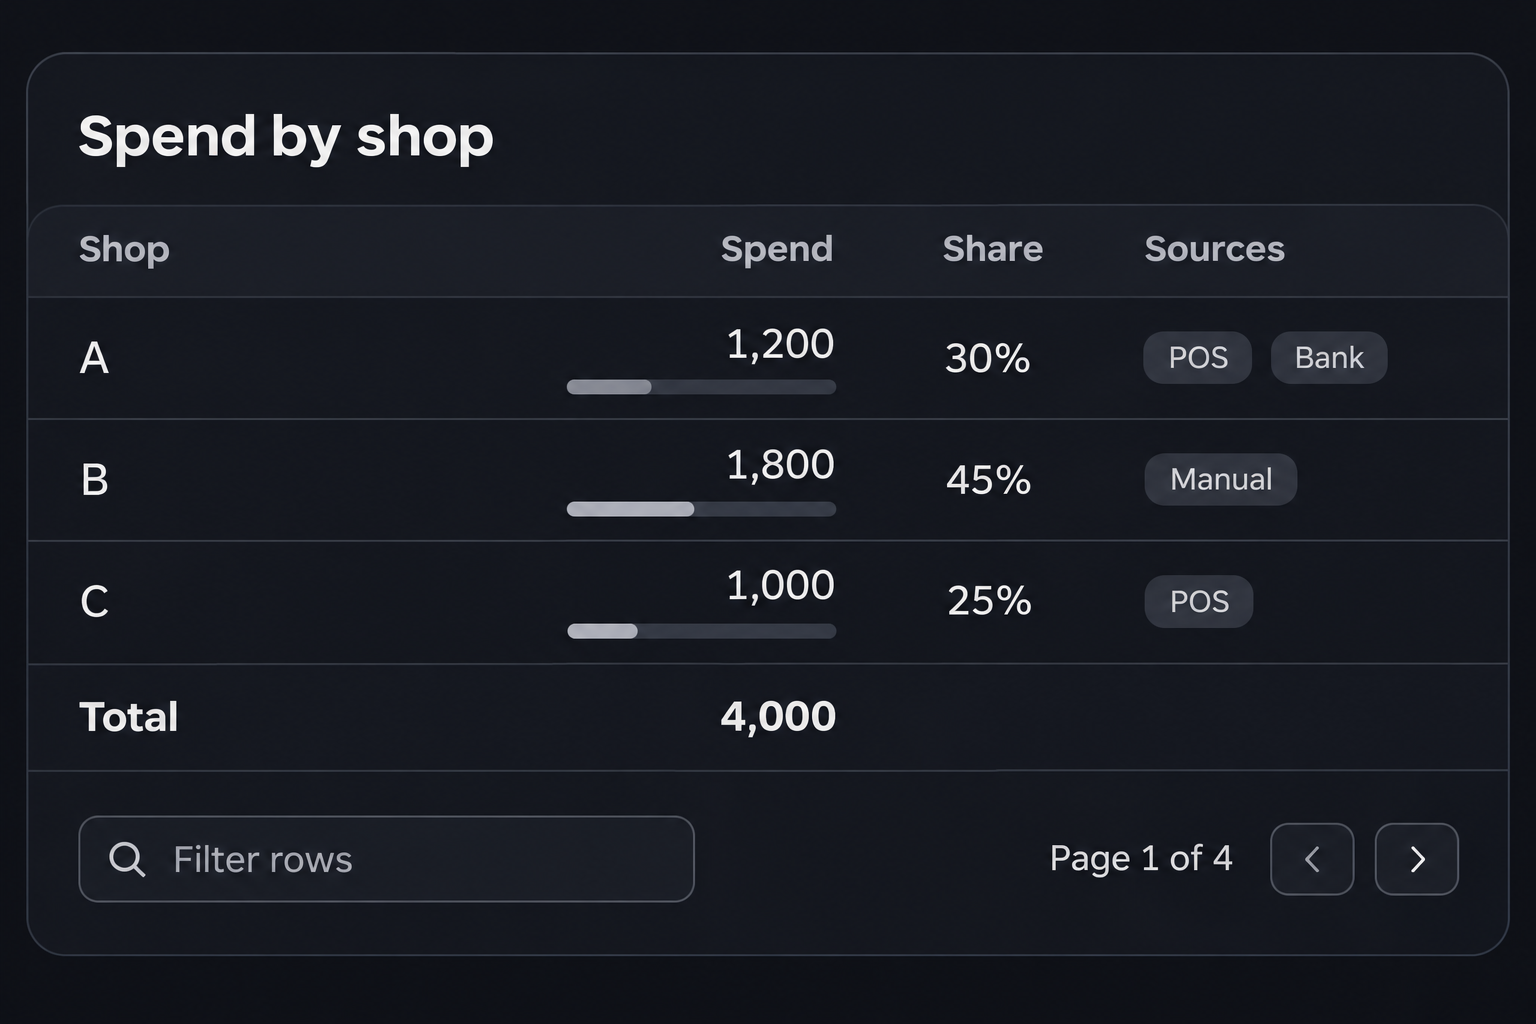 Spend by shop
Shop Spend Share Sources
A 1,200 30% POS Bank
B 1,800 45% Manual
C 1,000 25% POS
Total 4,000
Filter rows Page 1 of 4